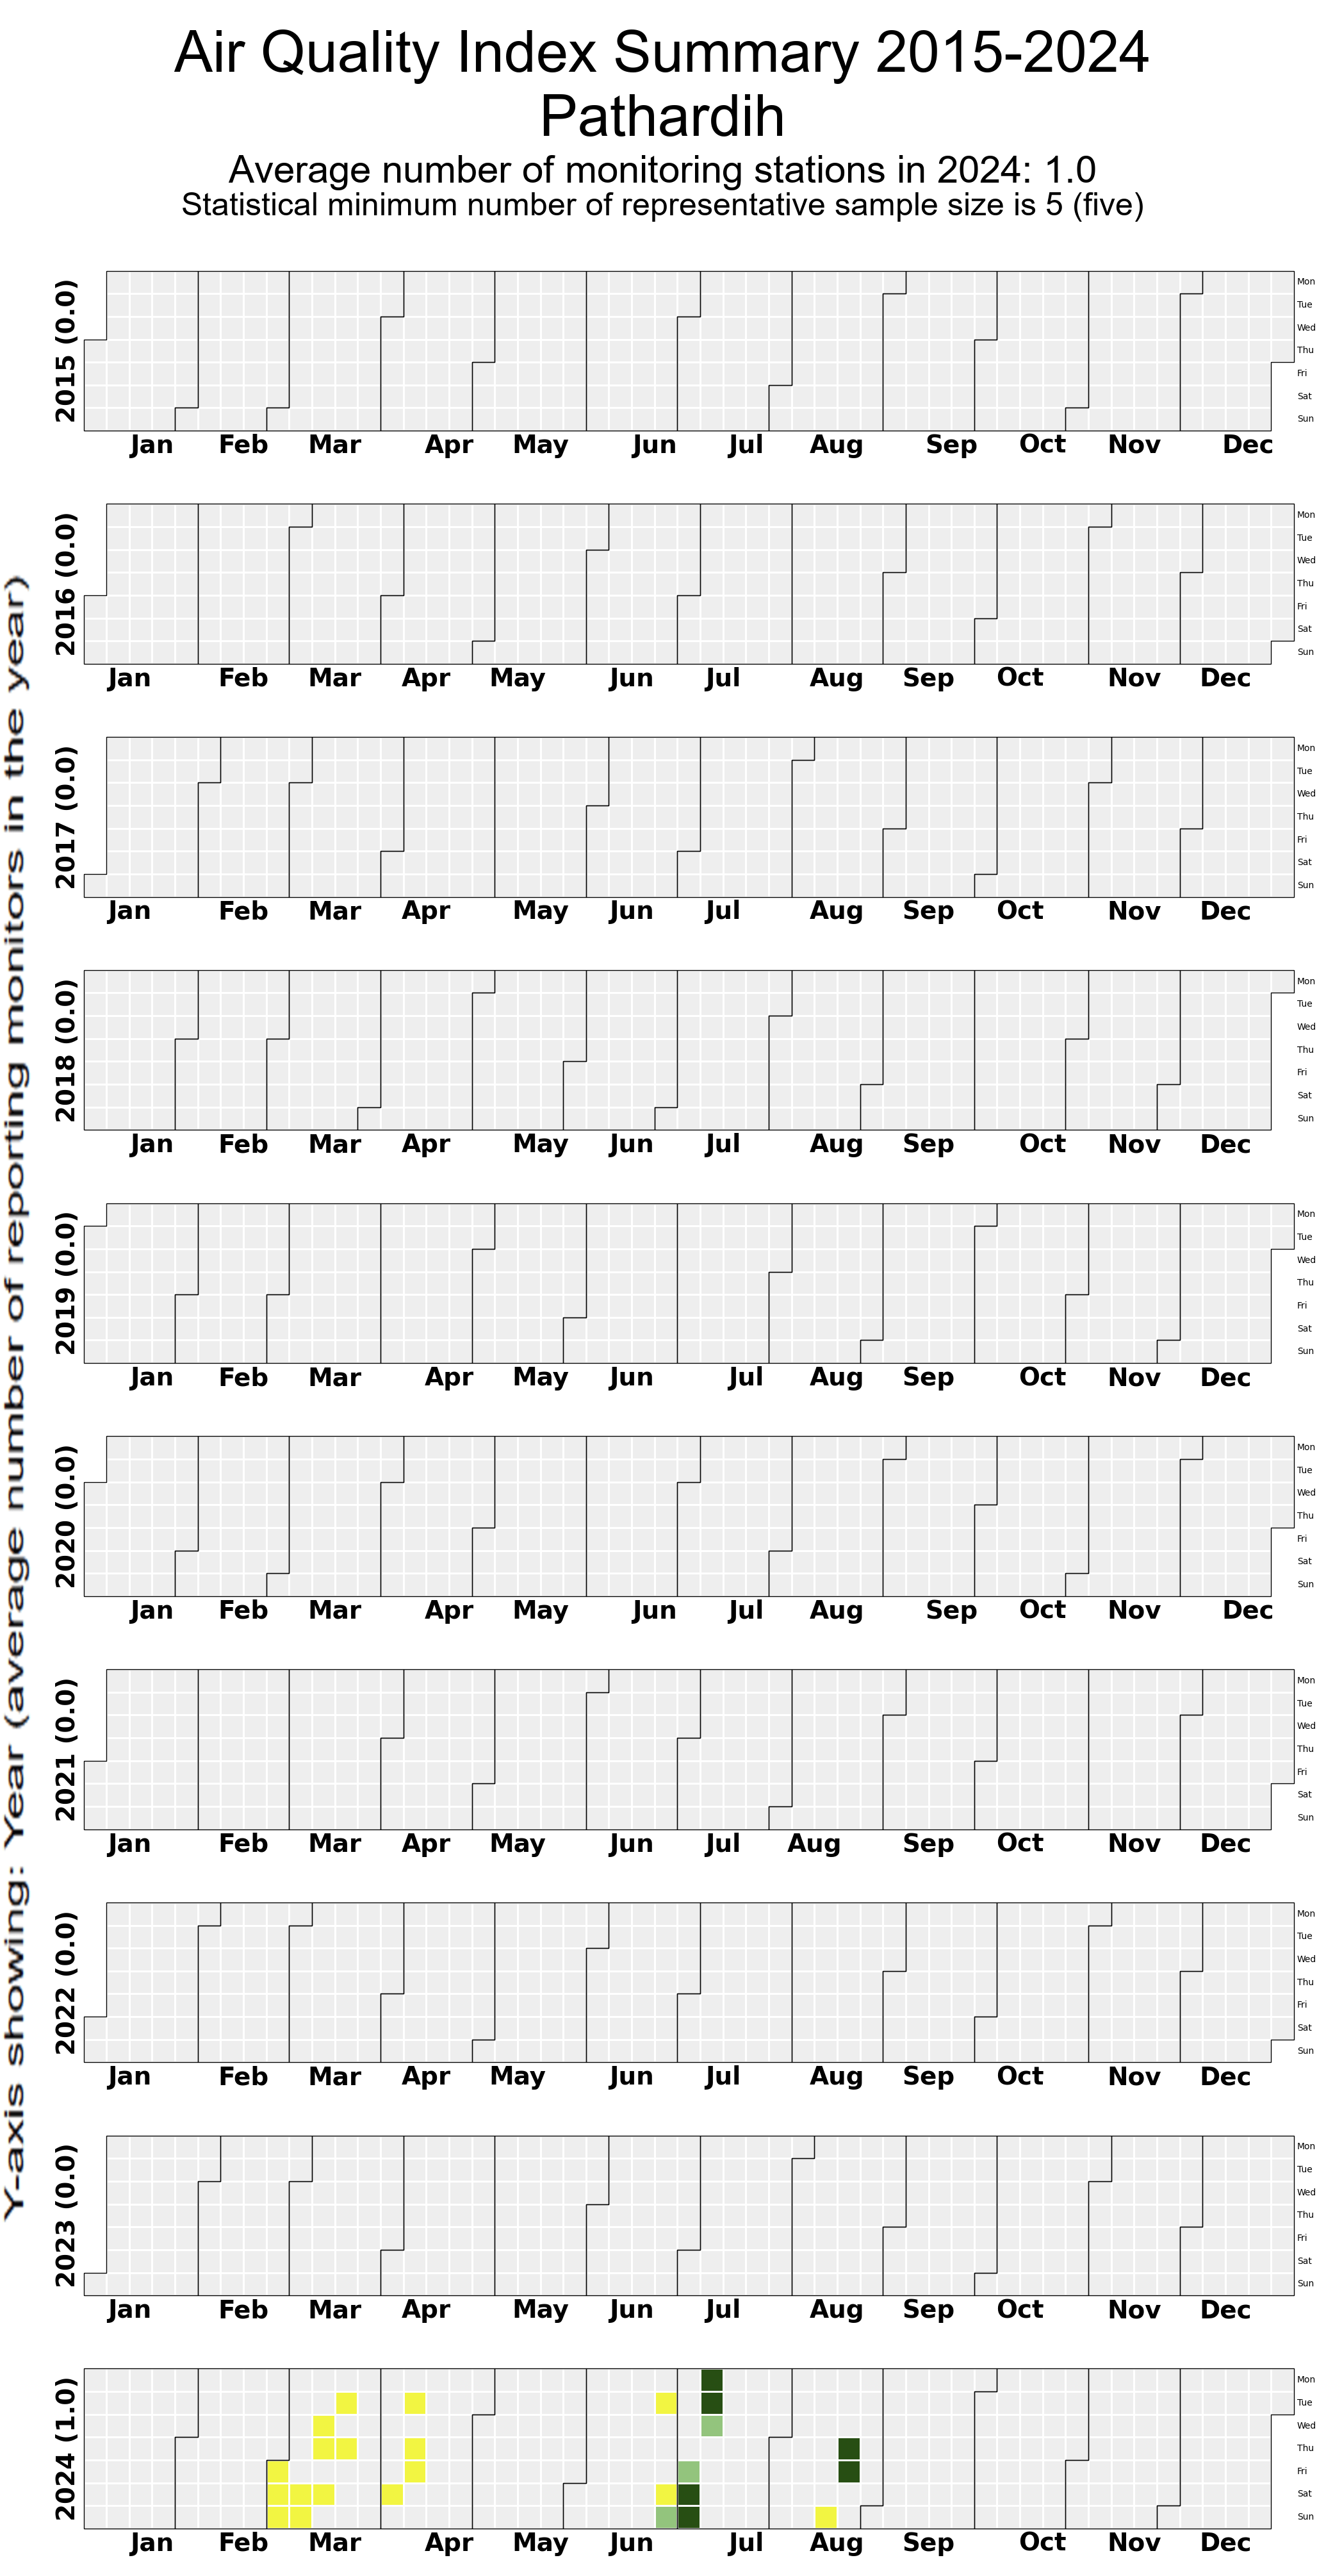 Air Quality Index Summary 2015-2024
Pathardih
Average number of monitoring stations in 2024: 1.0
Statistical minimum number of representative sample size is 5 (five)
Y-axis showing: Year (average number of reporting monitors in the year)
2015 (0.0)
Mon
Tue
Wed
Thu
Fri
Sat
Sun
Jan Feb Mar Apr May Jun Jul Aug Sep Oct Nov Dec
2016 (0.0)
Mon
Tue
Wed
Thu
Fri
Sat
Sun
Jan Feb Mar Apr May Jun Jul Aug Sep Oct Nov Dec
2017 (0.0)
Mon
Tue
Wed
Thu
Fri
Sat
Sun
Jan Feb Mar Apr May Jun Jul Aug Sep Oct Nov Dec
2018 (0.0)
Mon
Tue
Wed
Thu
Fri
Sat
Sun
Jan Feb Mar Apr May Jun Jul Aug Sep Oct Nov Dec
2019 (0.0)
Mon
Tue
Wed
Thu
Fri
Sat
Sun
Jan Feb Mar Apr May Jun Jul Aug Sep Oct Nov Dec
2020 (0.0)
Mon
Tue
Wed
Thu
Fri
Sat
Sun
Jan Feb Mar Apr May Jun Jul Aug Sep Oct Nov Dec
2021 (0.0)
Mon
Tue
Wed
Thu
Fri
Sat
Sun
Jan Feb Mar Apr May Jun Jul Aug Sep Oct Nov Dec
2022 (0.0)
Mon
Tue
Wed
Thu
Fri
Sat
Sun
Jan Feb Mar Apr May Jun Jul Aug Sep Oct Nov Dec
2023 (0.0)
Mon
Tue
Wed
Thu
Fri
Sat
Sun
Jan Feb Mar Apr May Jun Jul Aug Sep Oct Nov Dec
2024 (1.0)
Mon
Tue
Wed
Thu
Fri
Sat
Sun
Jan Feb Mar Apr May Jun Jul Aug Sep Oct Nov Dec